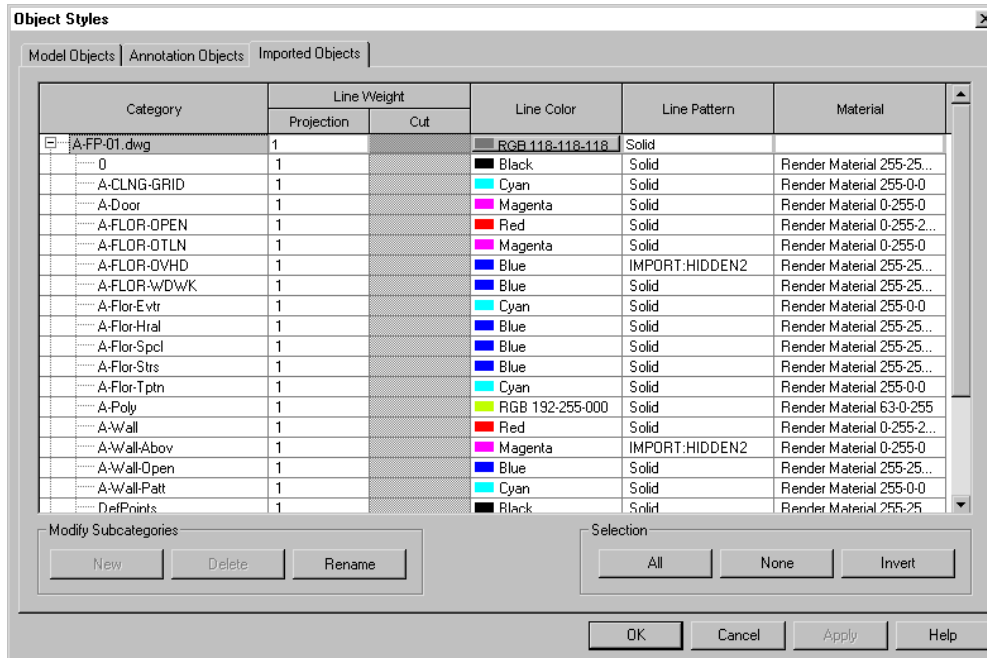 Object Styles
Model Objects Annotation Objects Imported Objects
Category Line Weight Projection Cut Line Color Line Pattern Material
A-FP-01.dwg 1 RGB 118-118-118 Solid
0 1 Black Solid Render Material 255-25...
A-CLNG-GRID 1 Cyan Solid Render Material 255-0-0
A-Door 1 Magenta Solid Render Material 0-255-0
A-FLOR-OPEN 1 Red Solid Render Material 0-255-2...
A-FLOR-OTLN 1 Magenta Solid Render Material 0-255-0
A-FLOR-OVHD 1 Blue IMPORT:HIDDEN2 Render Material 255-25...
A-FLOR-WDWK 1 Blue Solid Render Material 255-25...
A-Flor-Evtr 1 Cyan Solid Render Material 255-0-0
A-Flor-Hral 1 Blue Solid Render Material 255-25...
A-Flor-Spcl 1 Blue Solid Render Material 255-25...
A-Flor-Strs 1 Blue Solid Render Material 255-25...
A-Flor-Tptn 1 Cyan Solid Render Material 255-0-0
A-Poly 1 RGB 192-255-000 Solid Render Material 63-0-255
A-Wall 1 Red Solid Render Material 0-255-2...
A-Wall-Abov 1 Magenta IMPORT:HIDDEN2 Render Material 0-255-0
A-Wall-Open 1 Blue Solid Render Material 255-25...
A-Wall-Patt 1 Cyan Solid Render Material 255-0-0
DefPoints 1 Black Solid Render Material 255-25
Modify Subcategories Selection
New Delete Rename All None Invert
OK Cancel Apply Help